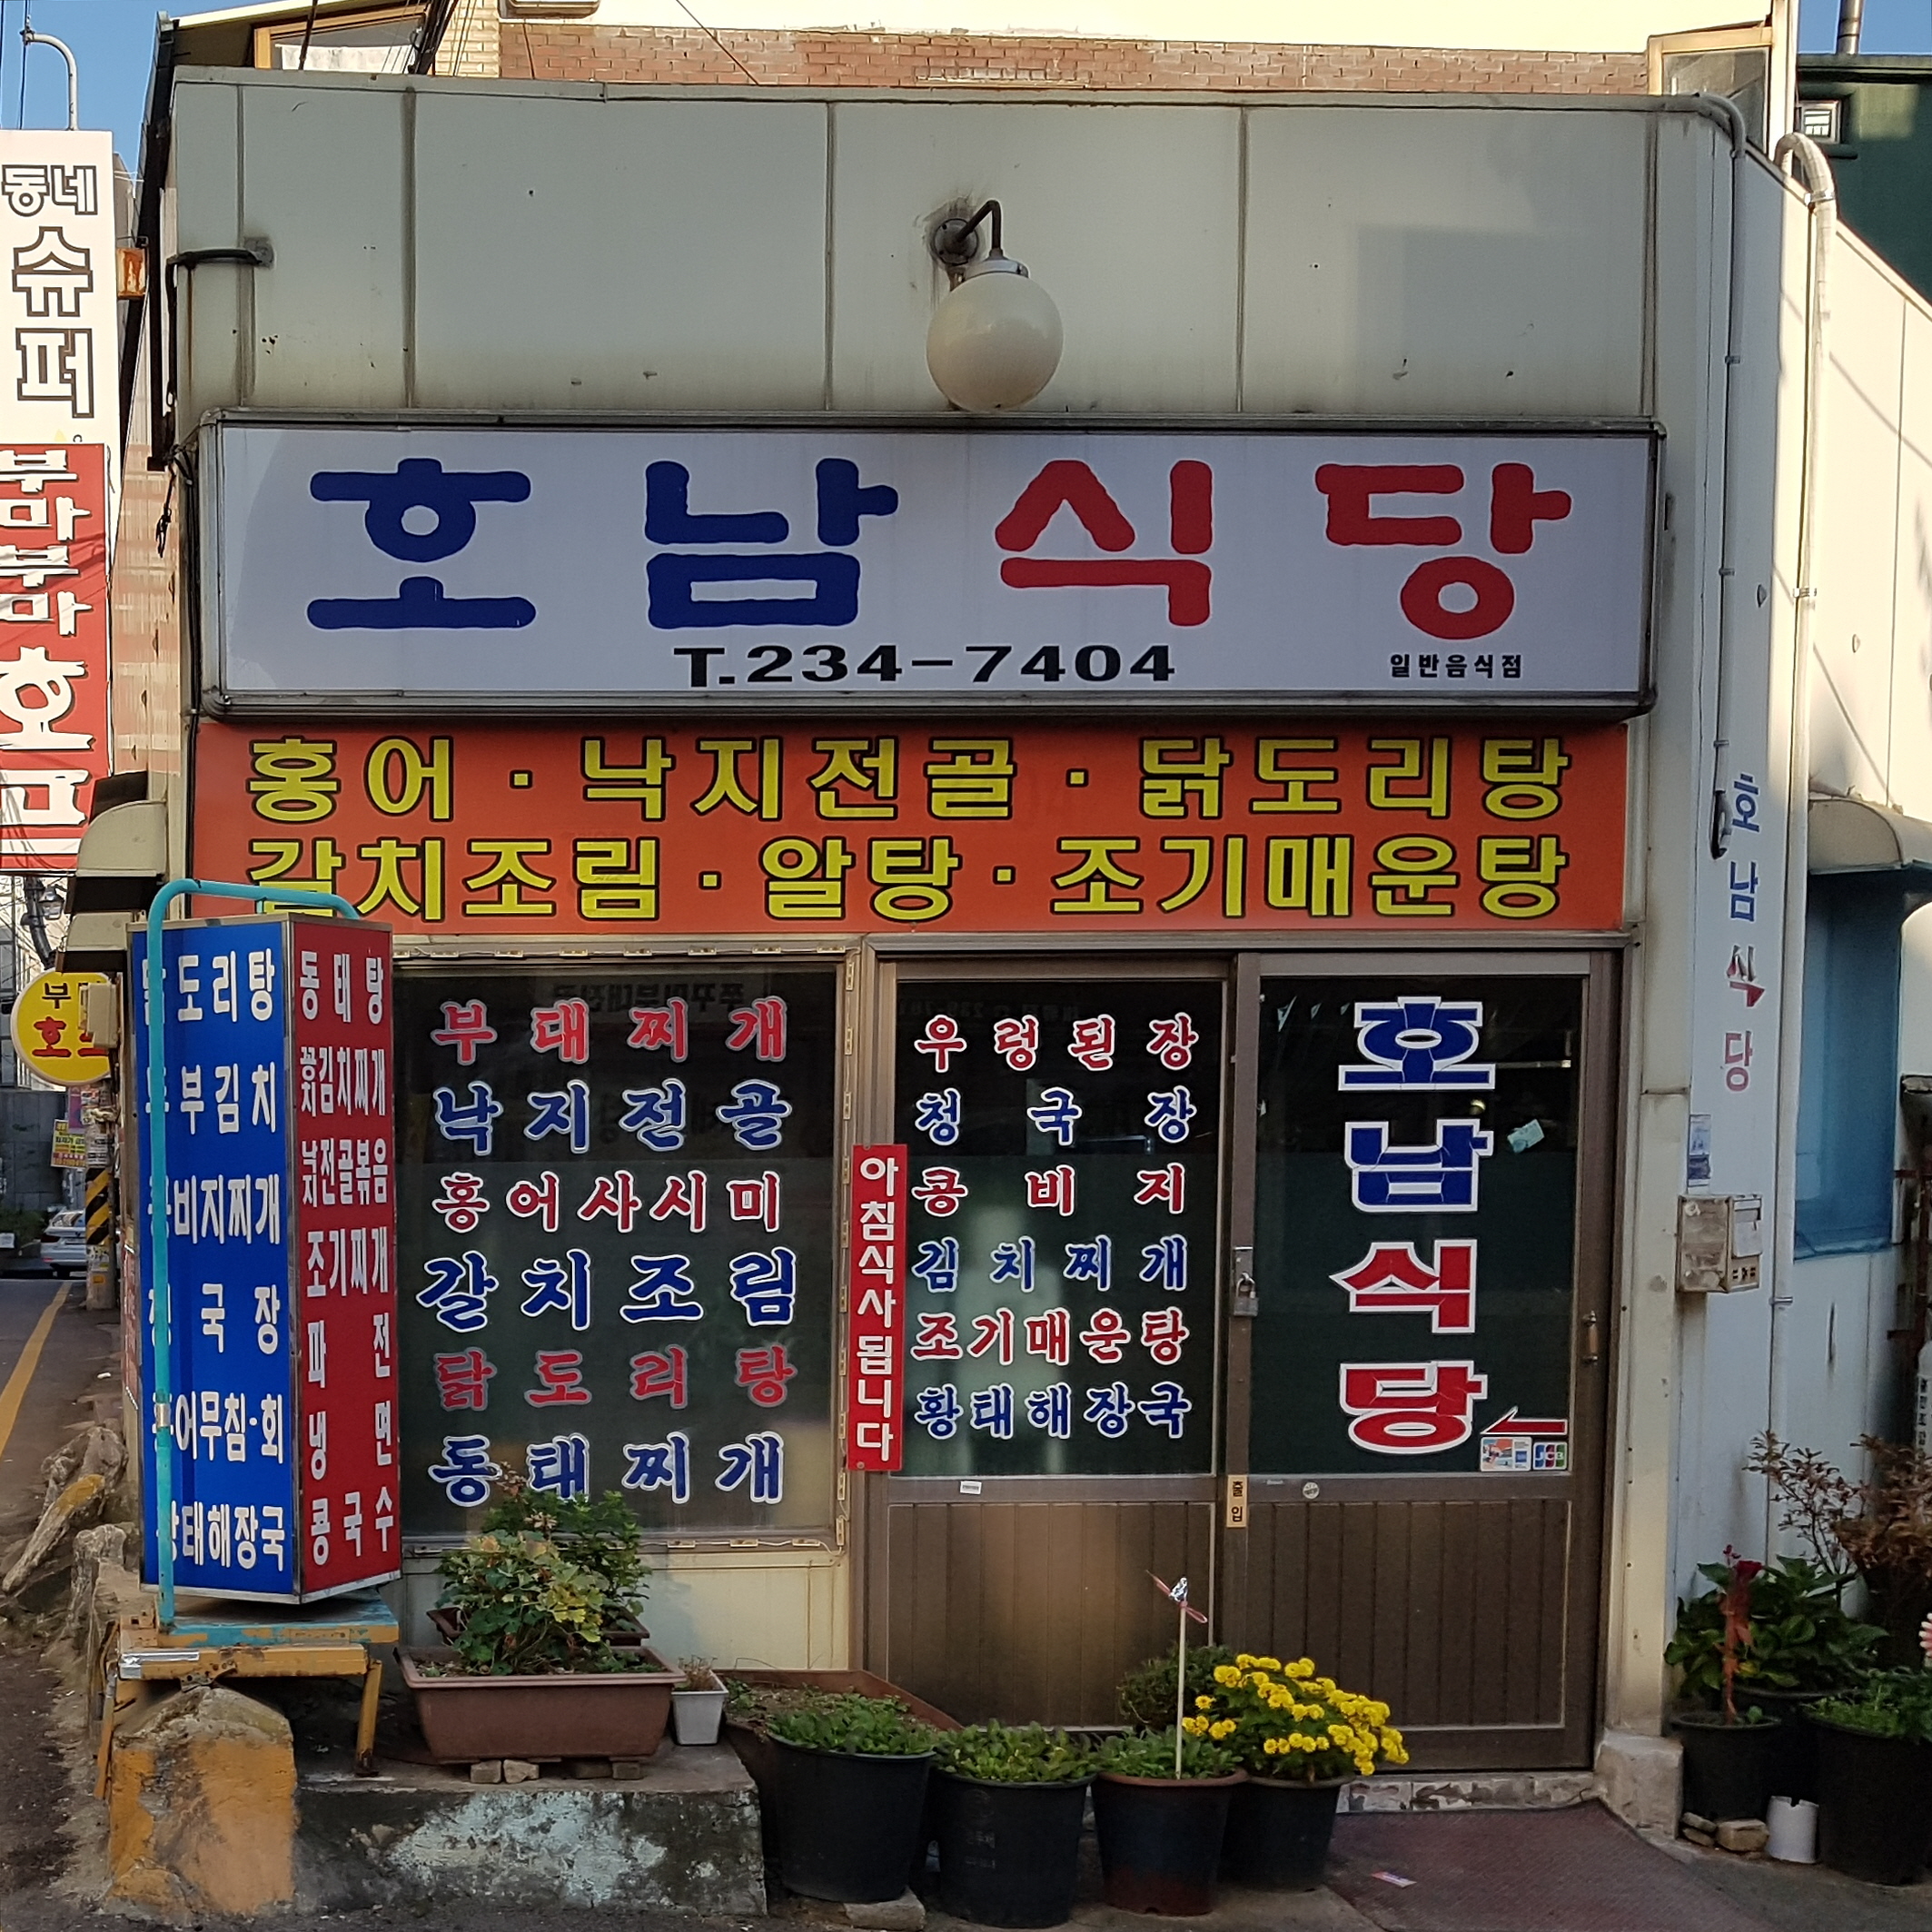 동네
슈퍼
호남식당
T.234-7404
일반음식점
홍어 · 낙지전골 · 닭도리탕
갈치조림 · 알탕 · 조기매운탕
도리탕
두부김치
비지찌개
국장
어무침·회
황태해장국
동태탕
김치찌개
전골볶음
조기찌개
파전
냉면
콩국수
부대찌개
낙지전골
홍어사시미
갈치조림
닭도리탕
동태찌개
아침식사됩니다
우렁된장
청국장
콩비지
김치찌개
조기매운탕
황태해장국
호남식당
JCB
출입
호남식당